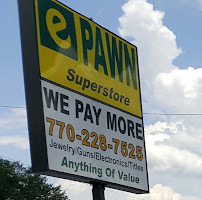 e PAWN
Superstore
WE PAY MORE
770-228-7525
Jewelry/Guns/Electronics/Titles
Anything Of Value